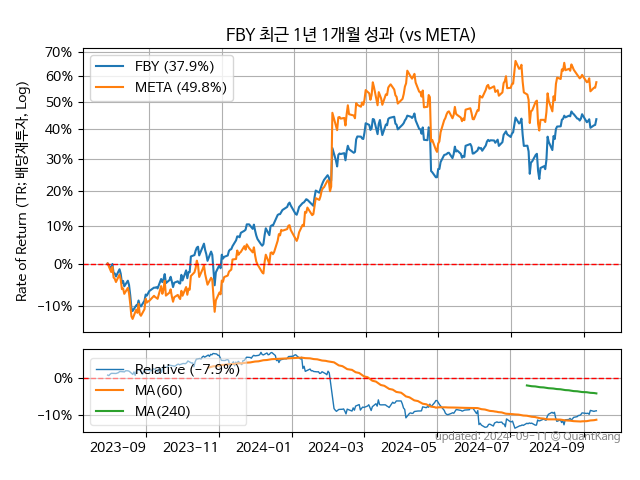 FBY 최근 1년 1개월 성과 (vs META)
Rate of Return (TR: 배당재투자, Log)
70%
60%
50%
40%
30%
20%
10%
0%
−10%
FBY (37.9%)
META (49.8%)
0%
−10%
Relative (−7.9%)
MA(60)
MA(240)
2023−09 2023−11 2024−01 2024−03 2024−05 2024−07 2024−09
updated: 2024−09−11 © QuantKang